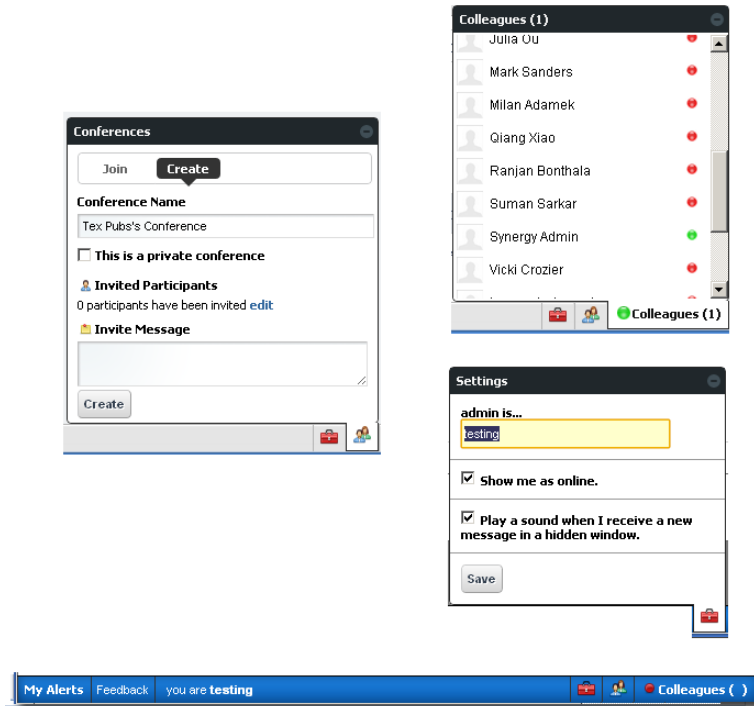 Conferences
Join Create
Conference Name
Tex Pubs's Conference
This is a private conference
Invited Participants
0 participants have been invited edit
Invite Message
Create
Colleagues (1)
Julia Ou
Mark Sanders
Milan Adamek
Qiang Xiao
Ranjan Bonthala
Suman Sarkar
Synergy Admin
Vicki Crozier
Colleagues (1)
Settings
admin is...
testing
Show me as online.
Play a sound when I receive a new
message in a hidden window.
Save
My Alerts Feedback you are testing Colleagues ( )